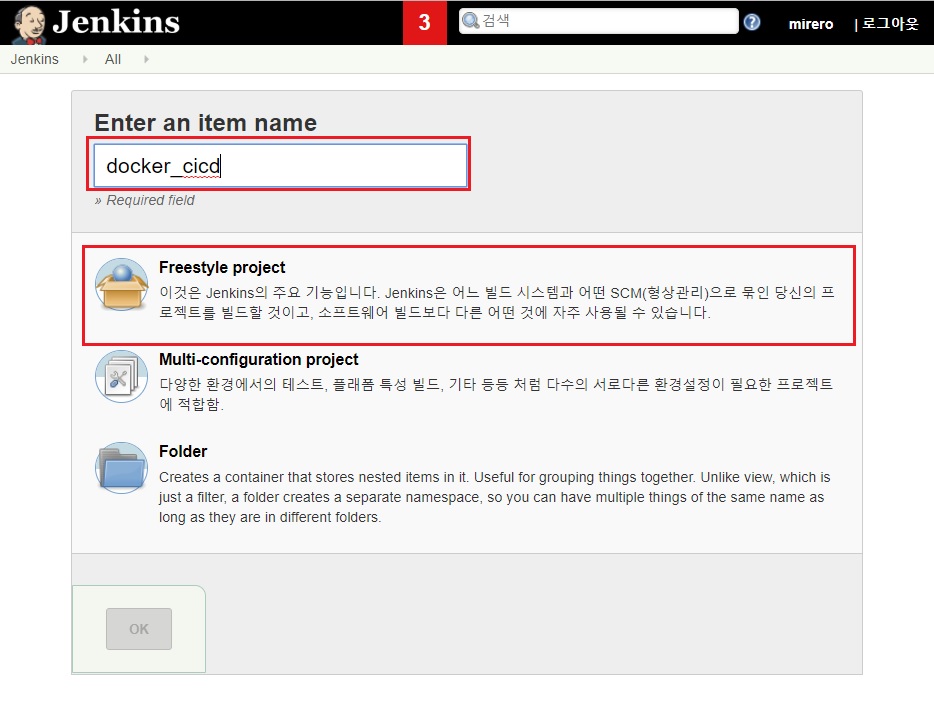 Jenkins
3
검색
mirero
| 로그아웃
Jenkins
All
Enter an item name
docker_cicd
» Required field
Freestyle project
이것은 Jenkins의 주요 기능입니다. Jenkins은 어느 빌드 시스템과 어떤 SCM(형상관리)으로 묶인 당신의 프
로젝트를 빌드할 것이고, 소프트웨어 빌드보다 다른 어떤 것에 자주 사용될 수 있습니다.
Multi-configuration project
다양한 환경에서의 테스트, 플래폼 특성 빌드, 기타 등등 처럼 다수의 서로다른 환경설정이 필요한 프로젝트
에 적합함.
Folder
Creates a container that stores nested items in it. Useful for grouping things together. Unlike view, which is
just a filter, a folder creates a separate namespace, so you can have multiple things of the same name as
long as they are in different folders.
OK